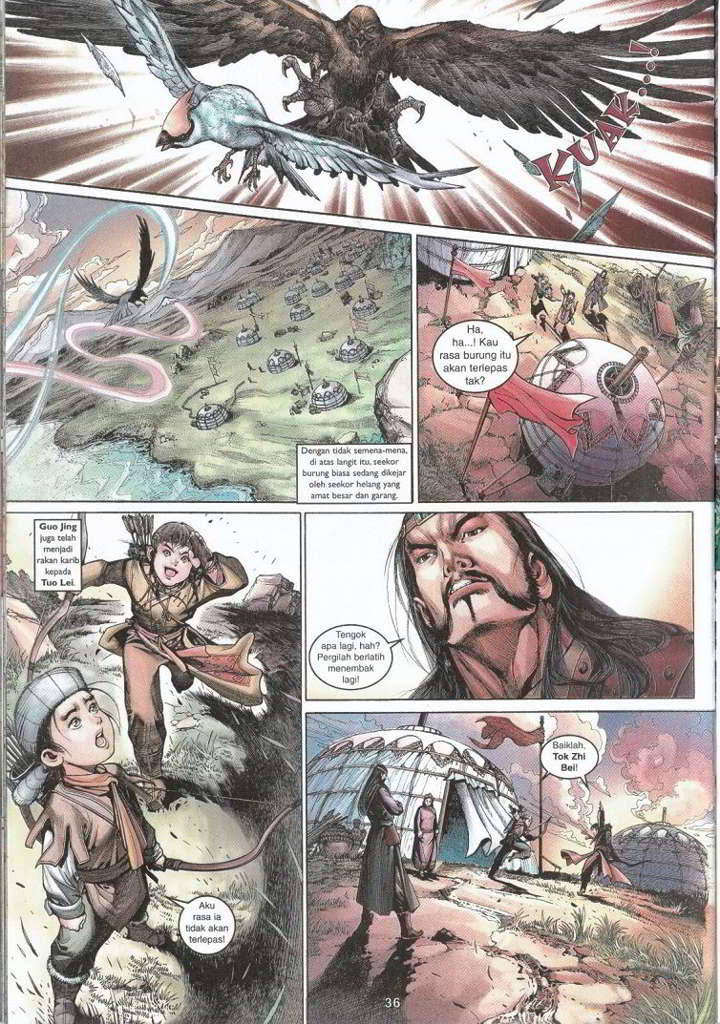 KUAK....!
Dengan tidak semena-mena,
di atas langit itu, seekor
burung biasa sedang dikejar
oleh seekor helang yang
amat besar dan garang.
Ha,
ha...! Kau
rasa burung itu
akan terlepas
tak?
Guo Jing
juga telah
menjadi
rakan karib
kepada
Tuo Lei.
Aku
rasa ia
tidak akan
terlepas!
Tengok
apa lagi, hah?
Pergilah berlatih
menembak
lagi!
Baiklah,
Tok Zhi
Bei!
36